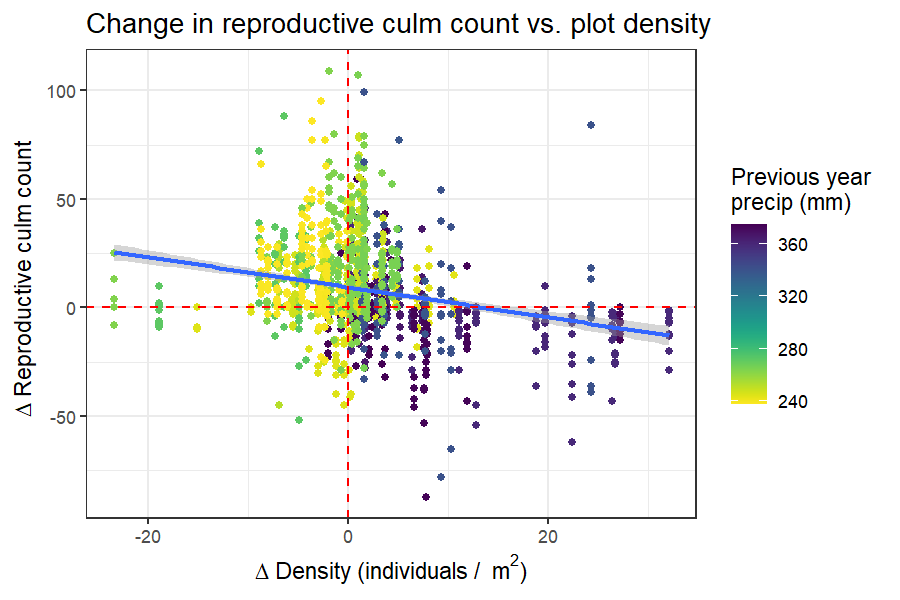 Change in reproductive culm count vs. plot density
Δ Reproductive culm count
100
50
0
-50
-20
0
20
Δ Density (individuals / m²)
Previous year
precip (mm)
360
320
280
240